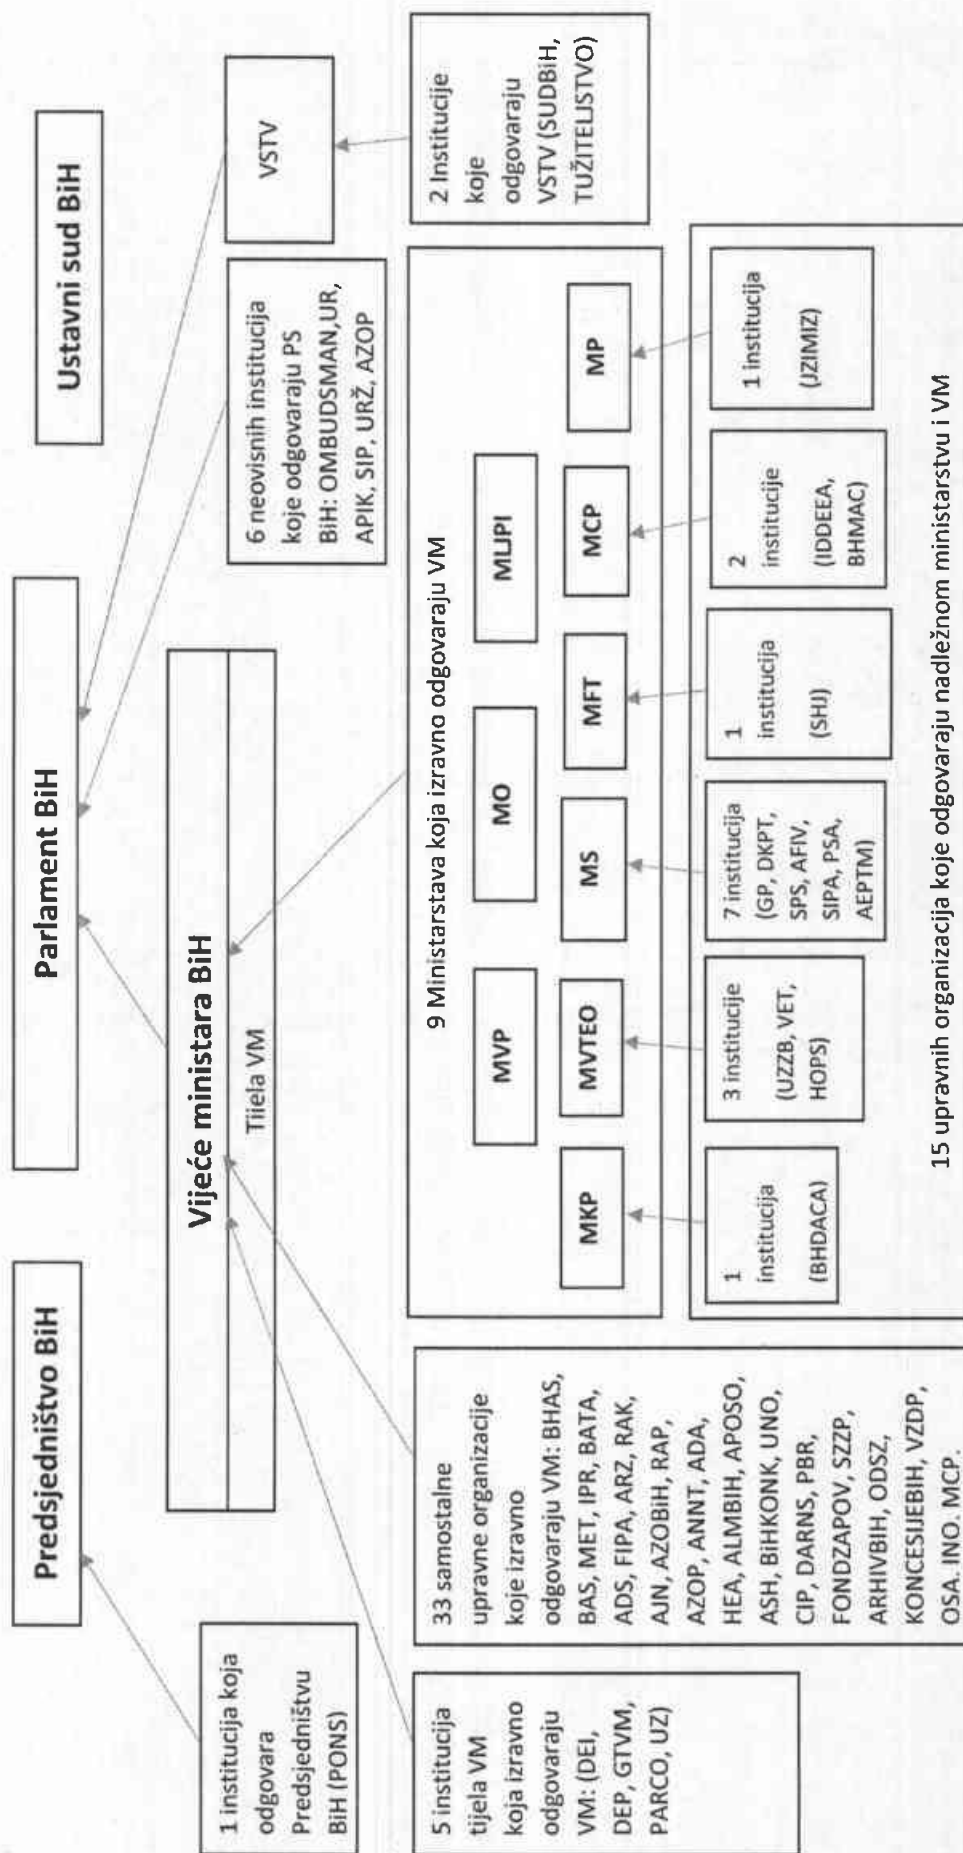 Predsjedništvo BiH
Parlament BiH
Ustavni sud BiH
1 institucija koja
odgovara
Predsjedništvu
BiH (PONS)
Vijeće ministara BiH
Tijela VM
6 neovisnih institucija
koje odgovaraju PS
BiH: OMBUDSMAN,UR,
APIK, SIP, URŽ, AZOP
VSTV
5 institucija
tijela VM
koja izravno
odgovaraju
VM: (DEI,
DEP, GTVM,
PARCO, UZ)
33 samostalne
upravne organizacije
koje izravno
odgovaraju VM: BHAS,
BAS, MET, IPR, BATA,
ADS, FIPA, ARZ, RAK,
AJN, AZOBiH, RAP,
AZOP, ANNT, ADA,
HEA, ALMBIH, APOSO,
ASH, BiHKONK, UNO,
CIP, DARNS, PBR,
FONDZAPOV, SZZP,
ARHIVBIH, ODSZ,
KONCESIJEBIH, VZDP,
OSA. INO. MCP.
9 Ministarstava koja izravno odgovaraju VM
MVP
MO
MLJPI
MKP
MVTEO
MS
MFT
MCP
MP
2 Institucije
koje
odgovaraju
VSTV (SUDBiH,
TUŽITELJSTVO)
1
institucija
(BHDACA)
3 institucije
(UZZB, VET,
HOPS)
7 institucija
(GP, DKPT,
SPS, AFIV,
SIPA, PSA,
AEPTM)
1
institucija
(SHJ)
2
institucije
(IDDEEA,
BHMAC)
1 institucija
(JZIMIZ)
15 upravnih organizacija koje odgovaraju nadležnom ministarstvu i VM